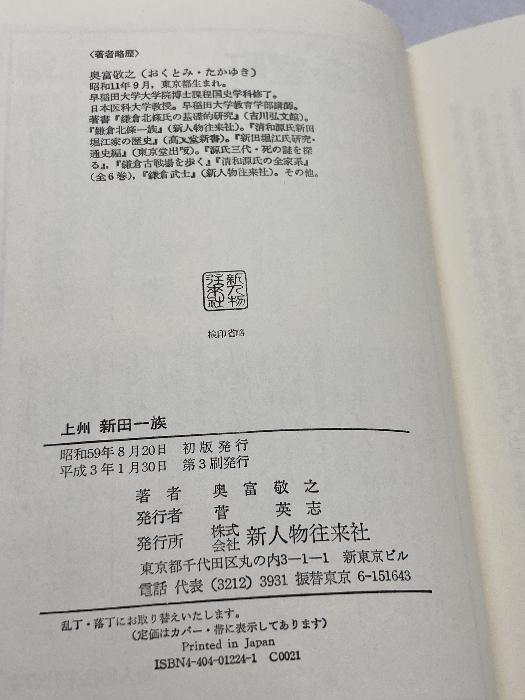 〈著者略歴〉
奥富敬之（おくとみ・たかゆき）
昭和11年9月，東京都生まれ。
早稲田大学大学院博士課程国史学科修了。
日本医科大学教授。早稲田大学教育学部講師。
著書『鎌倉北條氏の基礎的研究』（吉川弘文館）。
『鎌倉北條一族』（新人物往来社）。『清和源氏新田
堀江家の歴史』（高文堂新書）。『新田堀江氏研究・
通史編』（東京堂出版）。『源氏三代・死の謎を探
る』，『鎌倉古戦場を歩く』『清和源氏の全家系』
（全6巻），『鎌倉武士』（新人物往来社）。その他。
新人物
往来社
検印省略
上州 新田一族
昭和59年8月20日 初版発行
平成3年1月30日 第3刷発行
著者 奥富敬之
発行者 菅英志
発行所 株式会社 新人物往来社
東京都千代田区丸の内3―1―1 新東京ビル
電話 代表 (3212) 3931 振替東京 6-151643
乱丁・落丁にお取り替えいたします。
（定価はカバー・帯に表示してあります）
Printed in Japan
ISBN4-404-01224-1 C0021